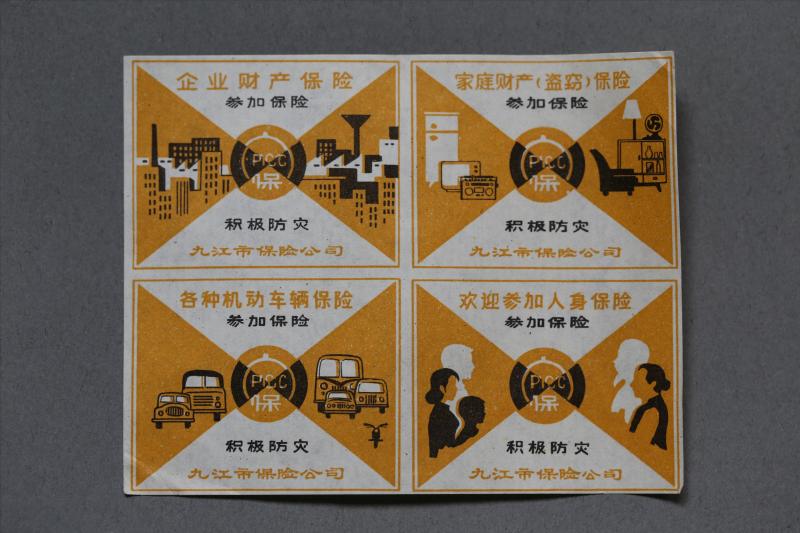 企业财产保险
参加保险
PICC
保
积极防灾
九江市保险公司
家庭财产(盗窃)保险
参加保险
PICC
保
积极防灾
九江市保险公司
各种机动车辆保险
参加保险
PICC
保
积极防灾
九江市保险公司
欢迎参加人身保险
参加保险
PICC
保
积极防灾
九江市保险公司